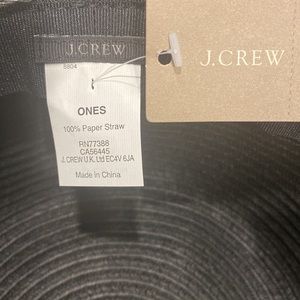 J.CREW
8804
ONES
100% Paper Straw
RN77388
CA56445
J. CREW U.K. Ltd EC4V 6JA
Made in China
J.CREW